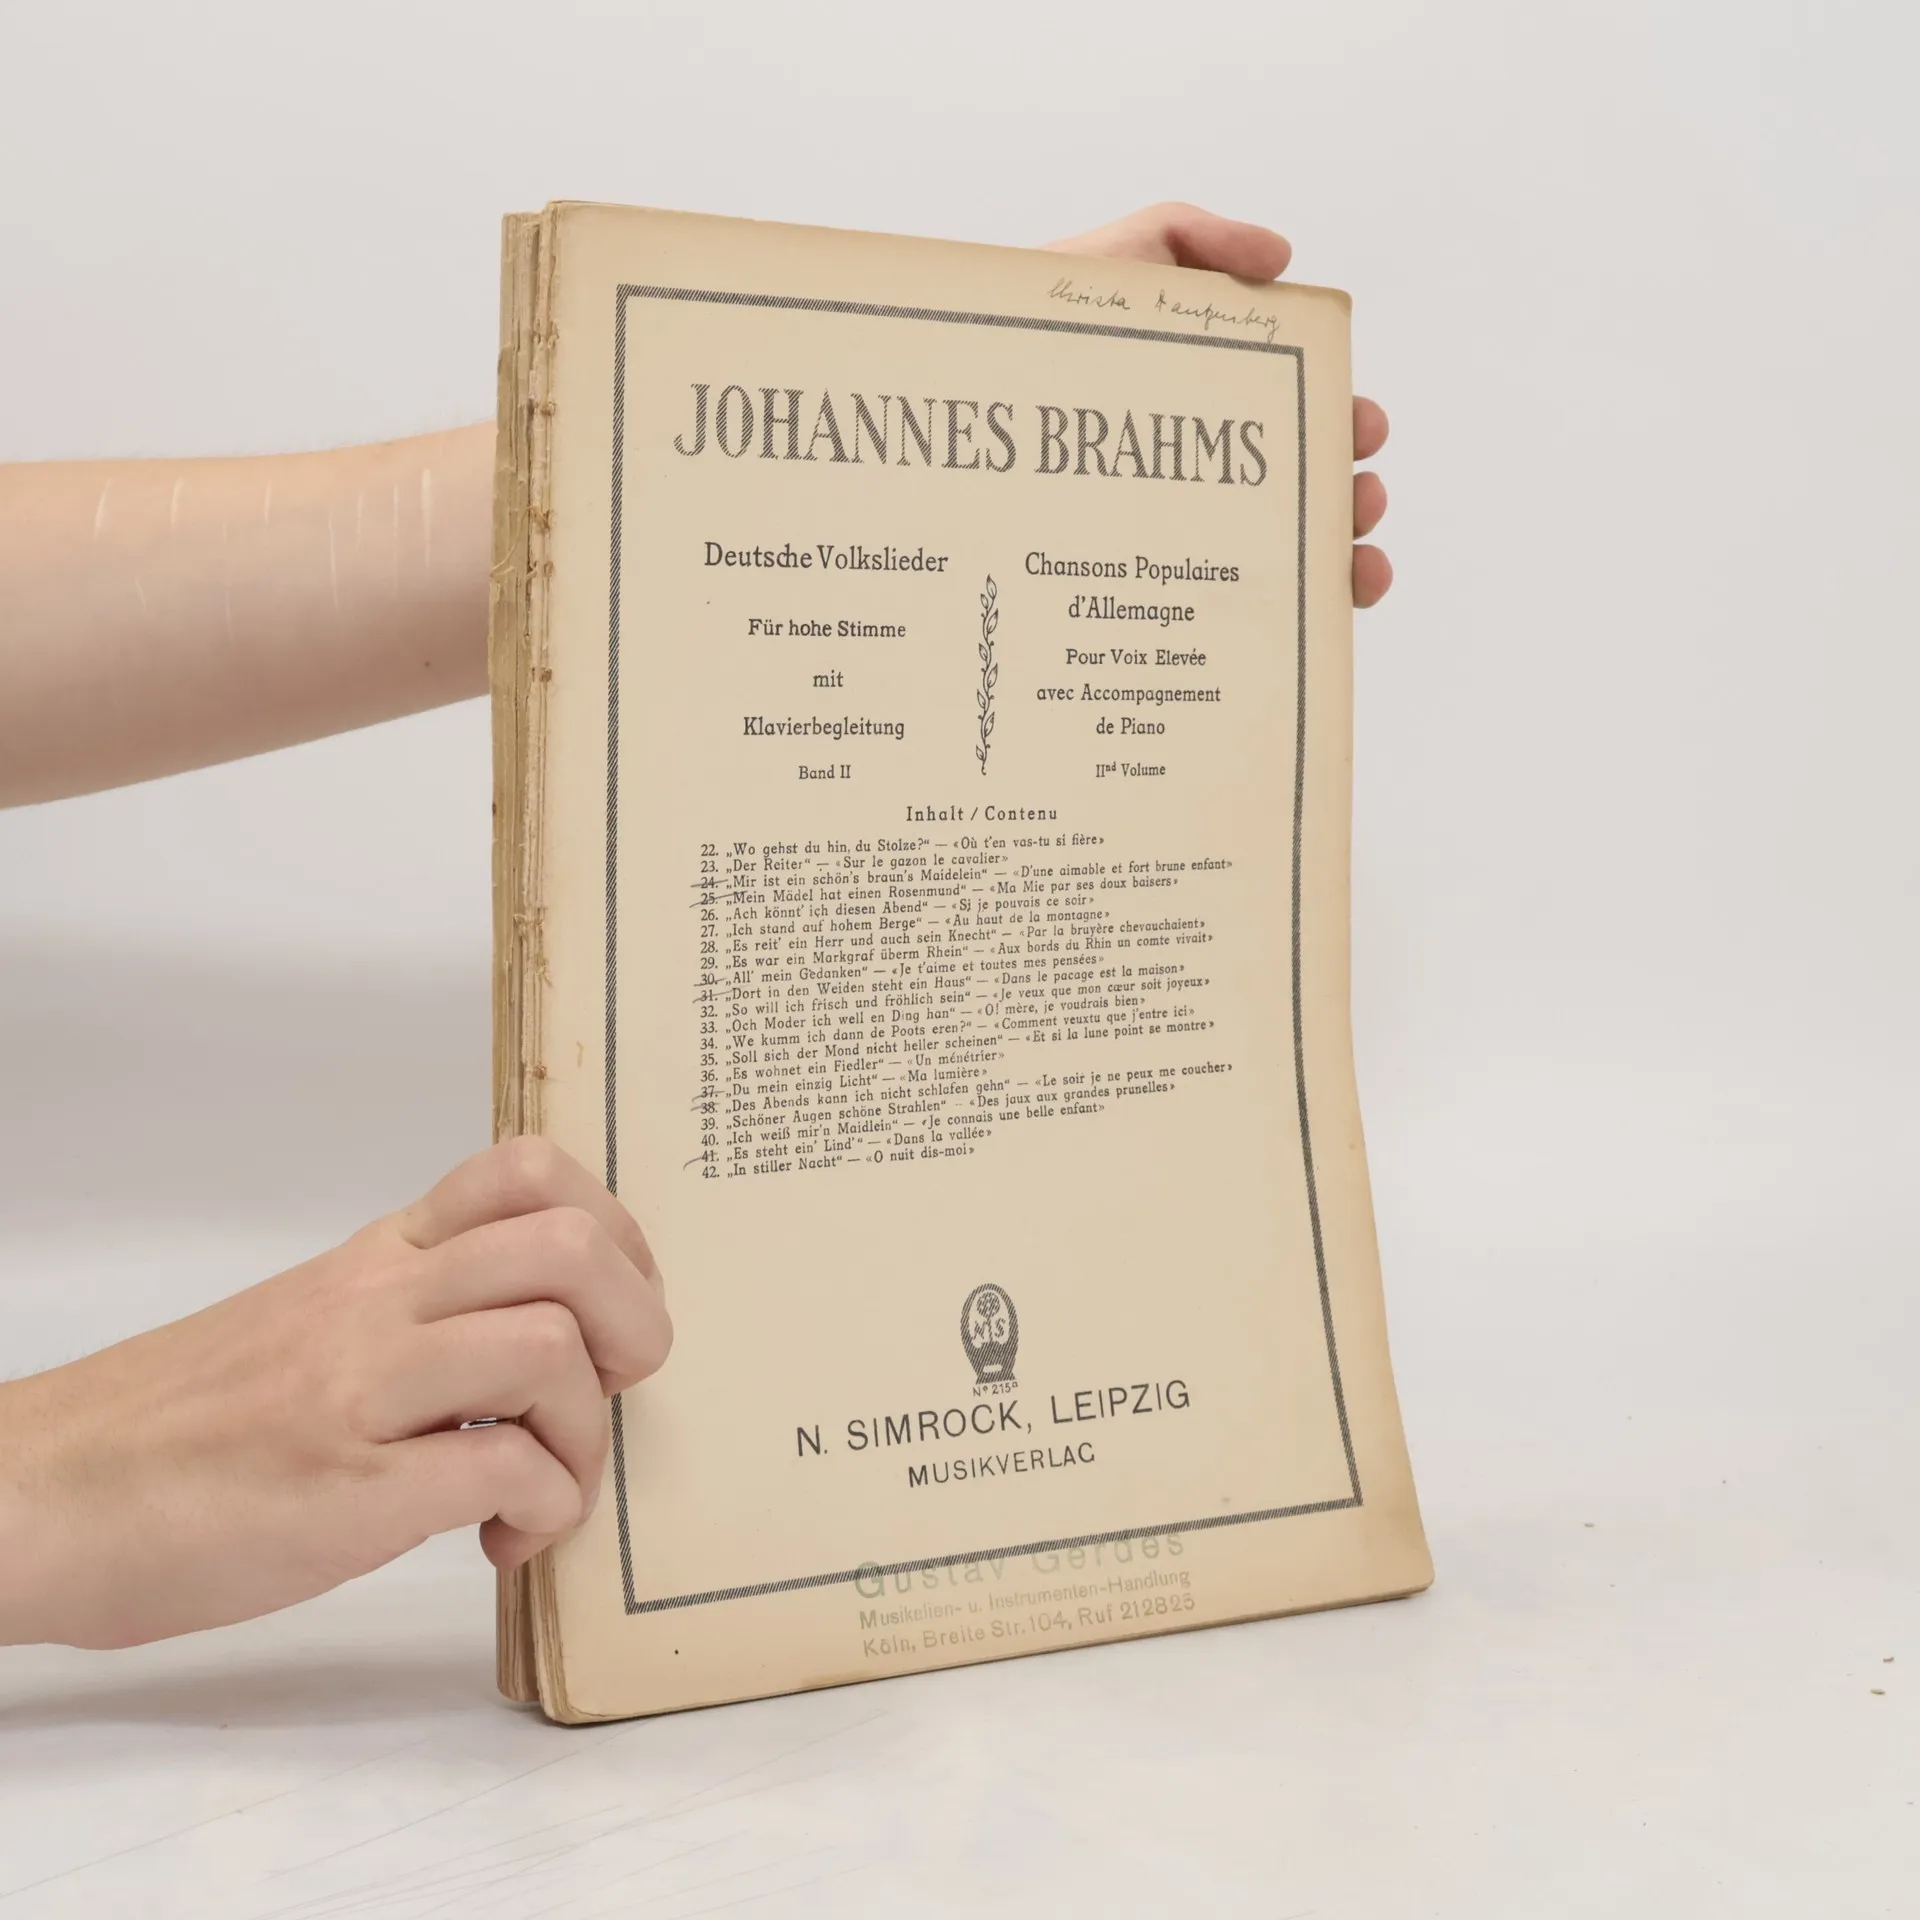 Christa Dautzenberg
JOHANNES BRAHMS
Deutsche Volkslieder
Für hohe Stimme
mit
Klavierbegleitung
Band II
Chansons Populaires
d'Allemagne
Pour Voix Elevée
avec Accompagnement
de Piano
IInd Volume
Inhalt / Contenu
22. „Wo gehst du hin, du Stolze?“ — «Où t'en vas-tu si fière»
23. „Der Reiter“ — «Sur le gazon le cavalier»
24. „Mir ist ein schön's braun's Maidelein“ — «D'une aimable et fort brune enfant»
25. „Mein Mädel hat einen Rosenmund“ — «Ma Mie par ses doux baisers»
26. „Ach könnt' ich diesen Abend“ — «Si je pouvais ce soir»
27. „Ich stand auf hohem Berge“ — «Au haut de la montagne»
28. „Es reit' ein Herr und auch sein Knecht“ — «Par la bruyère chevauchaient»
29. „Es war ein Markgraf überm Rhein“ — «Aux bords du Rhin un comte vivait»
30. „All' mein Gedanken“ — «Je t'aime et toutes mes pensées»
31. „Dort in den Weiden steht ein Haus“ — «Dans le pacage est la maison»
32. „So will ich frisch und fröhlich sein“ — «Je veux que mon cœur soit joyeux»
33. „Och Moder ich well en Ding han“ — «O! mère, je voudrais bien»
34. „We kumm ich dann de Poots eren?“ — «Comment veuxtu que j'entre ici»
35. „Soll sich der Mond nicht heller scheinen“ — «Et si la lune point se montre»
36. „Es wohnet ein Fiedler“ — «Un ménétrier»
37. „Du mein einzig Licht“ — «Ma lumière»
38. „Des Abends kann ich nicht schlafen gehn“ — «Le soir je ne peux me coucher»
39. „Schöner Augen schöne Strahlen“ — «Des jaux aux grandes prunelles»
40. „Ich weiß mir'n Maidlein“ — «Je connais une belle enfant»
41. „Es steht ein' Lind'“ — «Dans la vallée»
42. „In stiller Nacht“ — «O nuit dis-moi»
NS
Nº 215a
N. SIMROCK, LEIPZIG
MUSIKVERLAG
Gustav Gerdes
Musikalien- u. Instrumenten-Handlung
Köln, Breite Str. 104, Ruf 212825